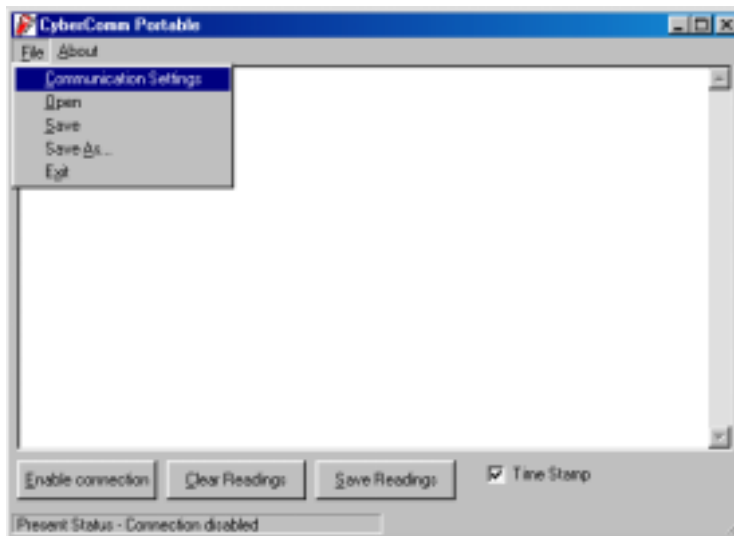 CyberComm Portable
File About
Communication Settings
Open
Save
Save As...
Exit
Enable connection Clear Readings Save Readings Time Stamp
Present Status - Connection disabled